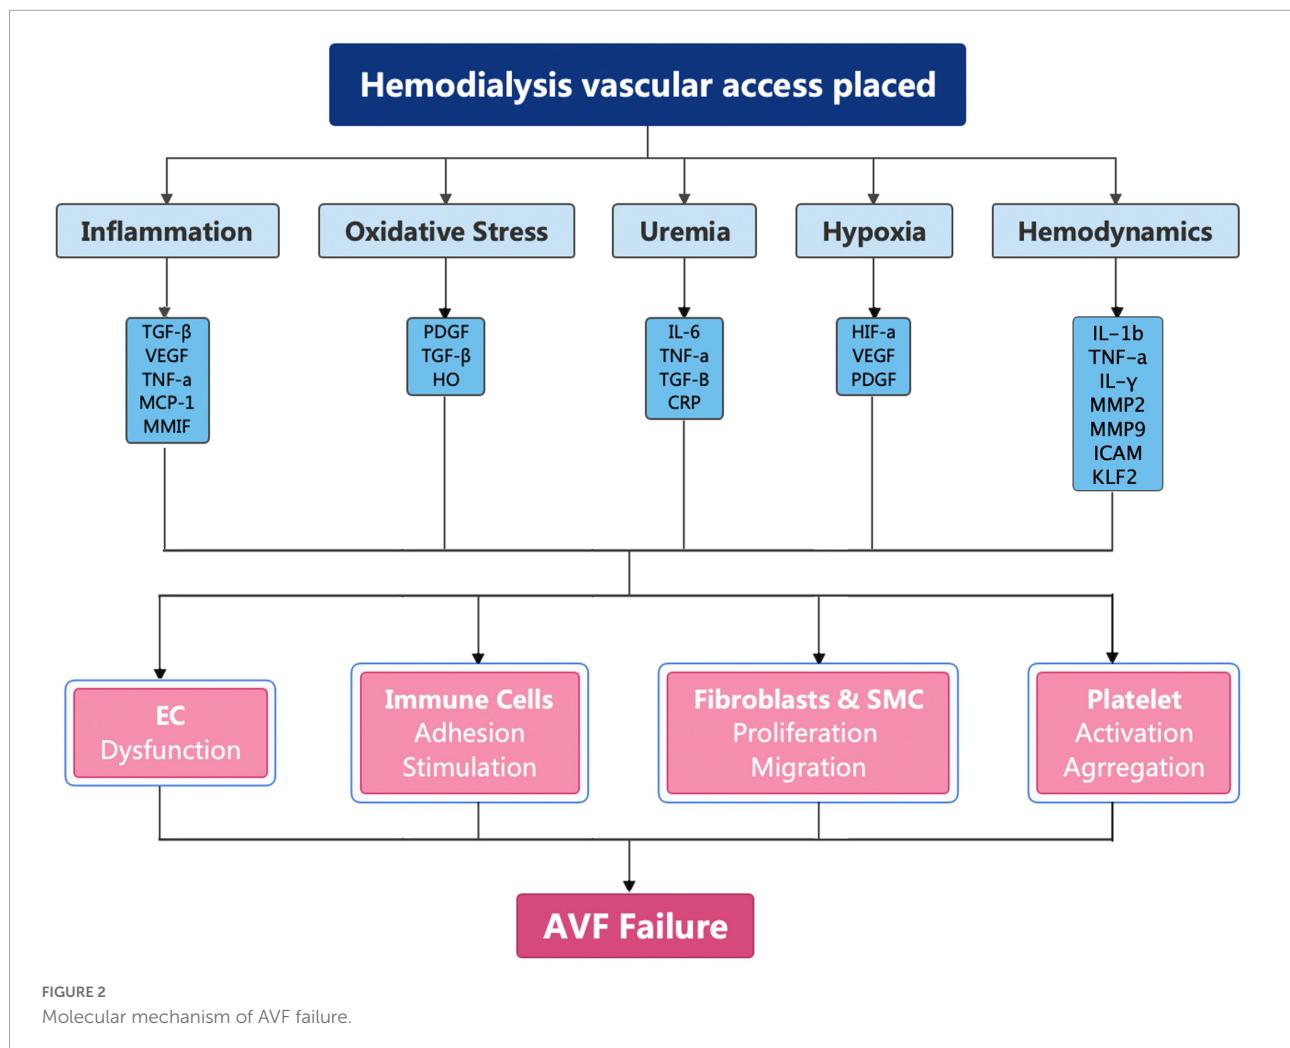 Hemodialysis vascular access placed
Inflammation
Oxidative Stress
Uremia
Hypoxia
Hemodynamics
TGF-β
VEGF
TNF-a
MCP-1
MMIF
PDGF
TGF-β
HO
IL-6
TNF-a
TGF-B
CRP
HIF-a
VEGF
PDGF
IL-1b
TNF-a
IL-γ
MMP2
MMP9
ICAM
KLF2
EC
Dysfunction
Immune Cells
Adhesion
Stimulation
Fibroblasts & SMC
Proliferation
Migration
Platelet
Activation
Agrregation
AVF Failure
FIGURE 2
Molecular mechanism of AVF failure.